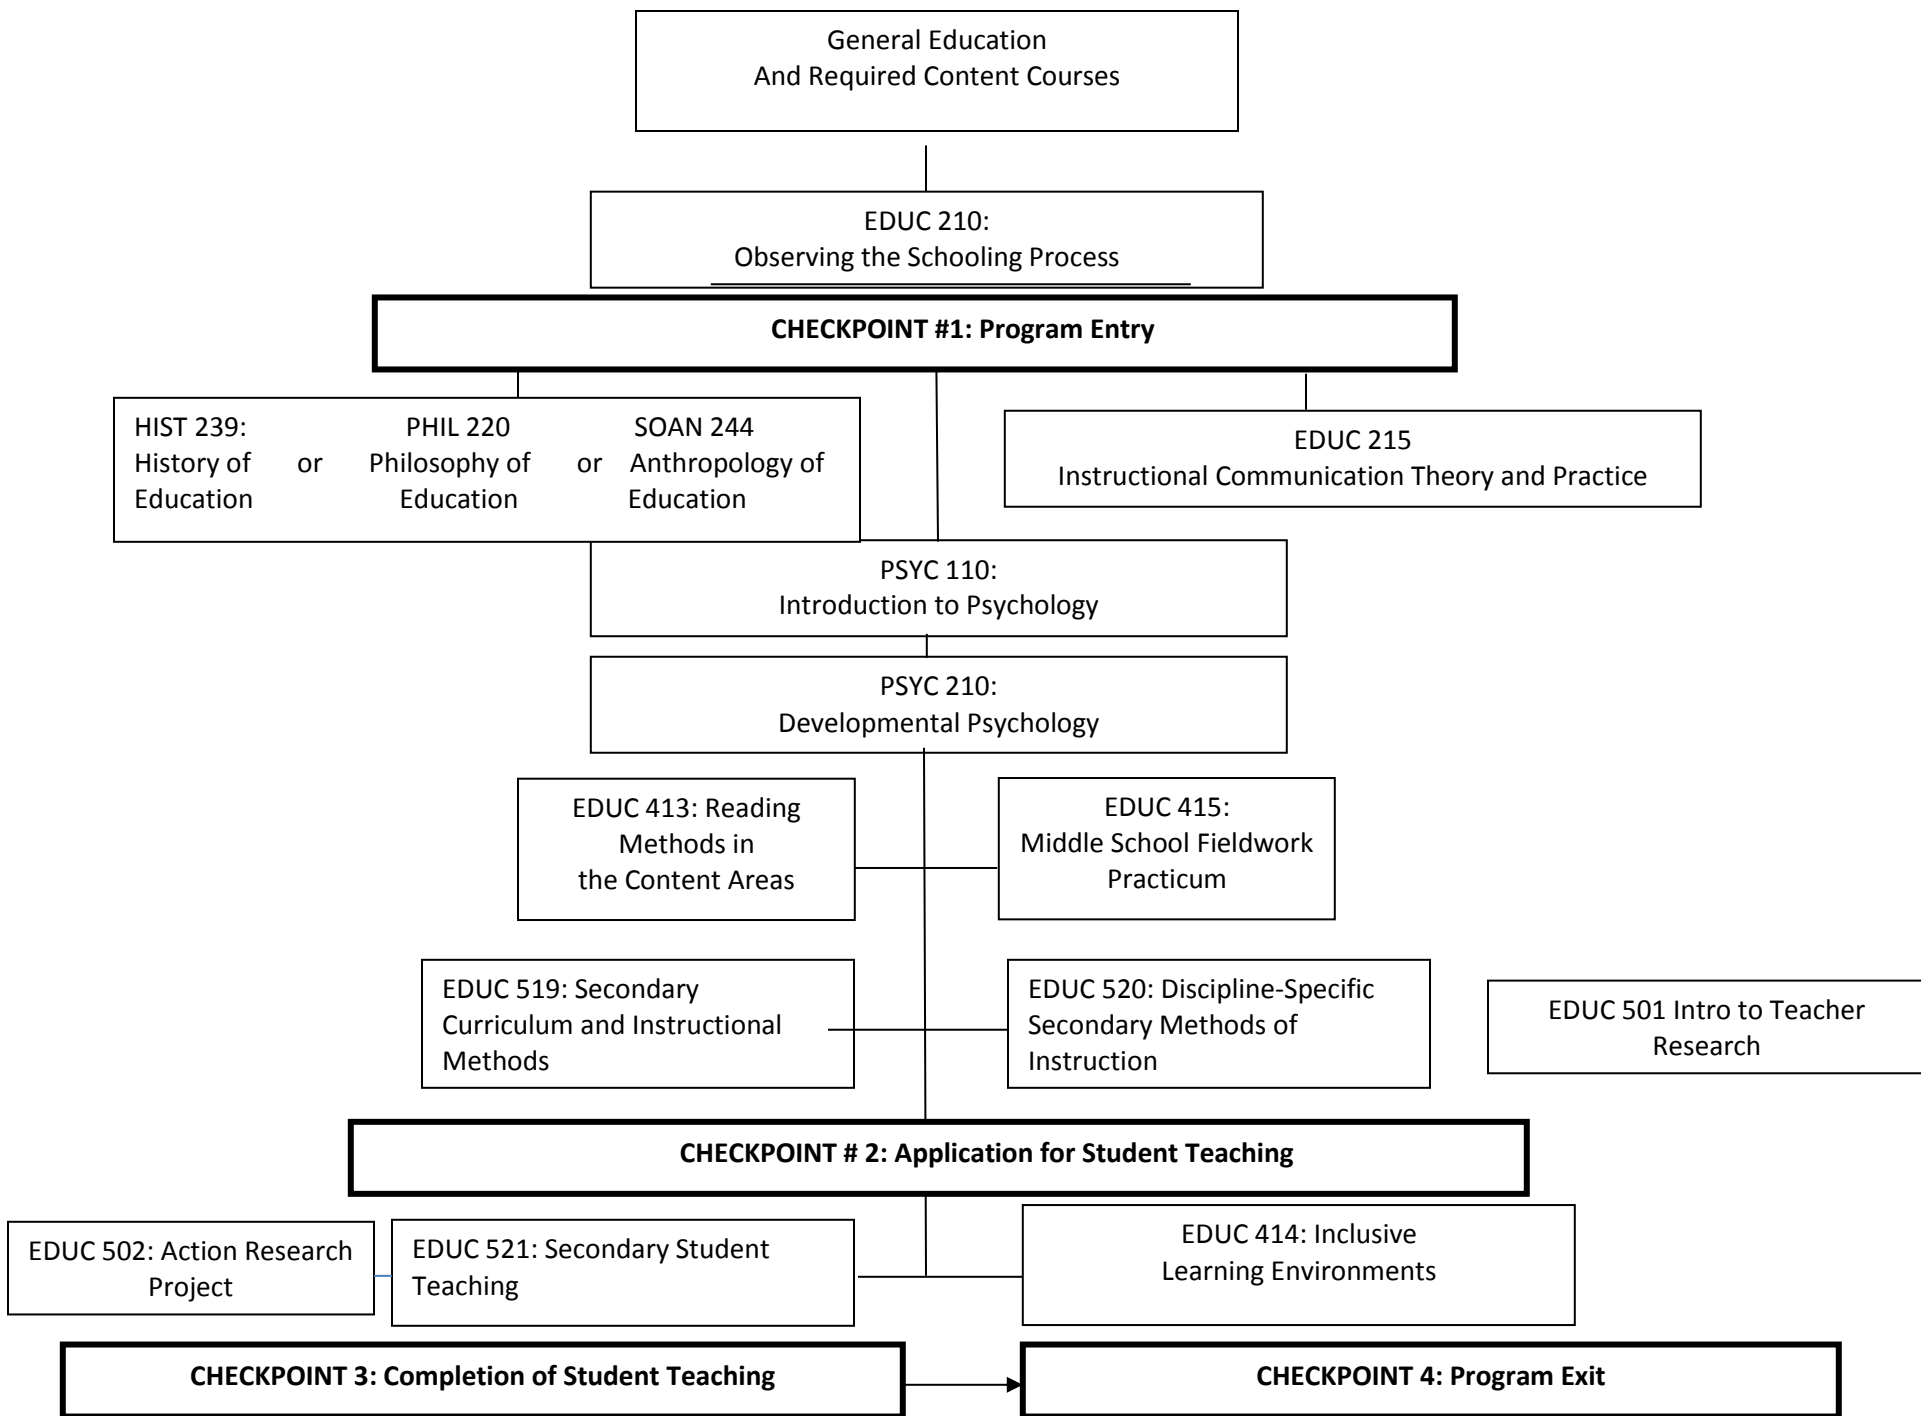 General Education
And Required Content Courses
EDUC 210:
Observing the Schooling Process
CHECKPOINT #1: Program Entry
HIST 239: PHIL 220 SOAN 244
History of or Philosophy of or Anthropology of
Education Education Education
EDUC 215
Instructional Communication Theory and Practice
PSYC 110:
Introduction to Psychology
PSYC 210:
Developmental Psychology
EDUC 413: Reading
Methods in
the Content Areas
EDUC 415:
Middle School Fieldwork
Practicum
EDUC 519: Secondary
Curriculum and Instructional
Methods
EDUC 520: Discipline-Specific
Secondary Methods of
Instruction
EDUC 501 Intro to Teacher
Research
CHECKPOINT # 2: Application for Student Teaching
EDUC 502: Action Research
Project
EDUC 521: Secondary Student
Teaching
EDUC 414: Inclusive
Learning Environments
CHECKPOINT 3: Completion of Student Teaching
CHECKPOINT 4: Program Exit